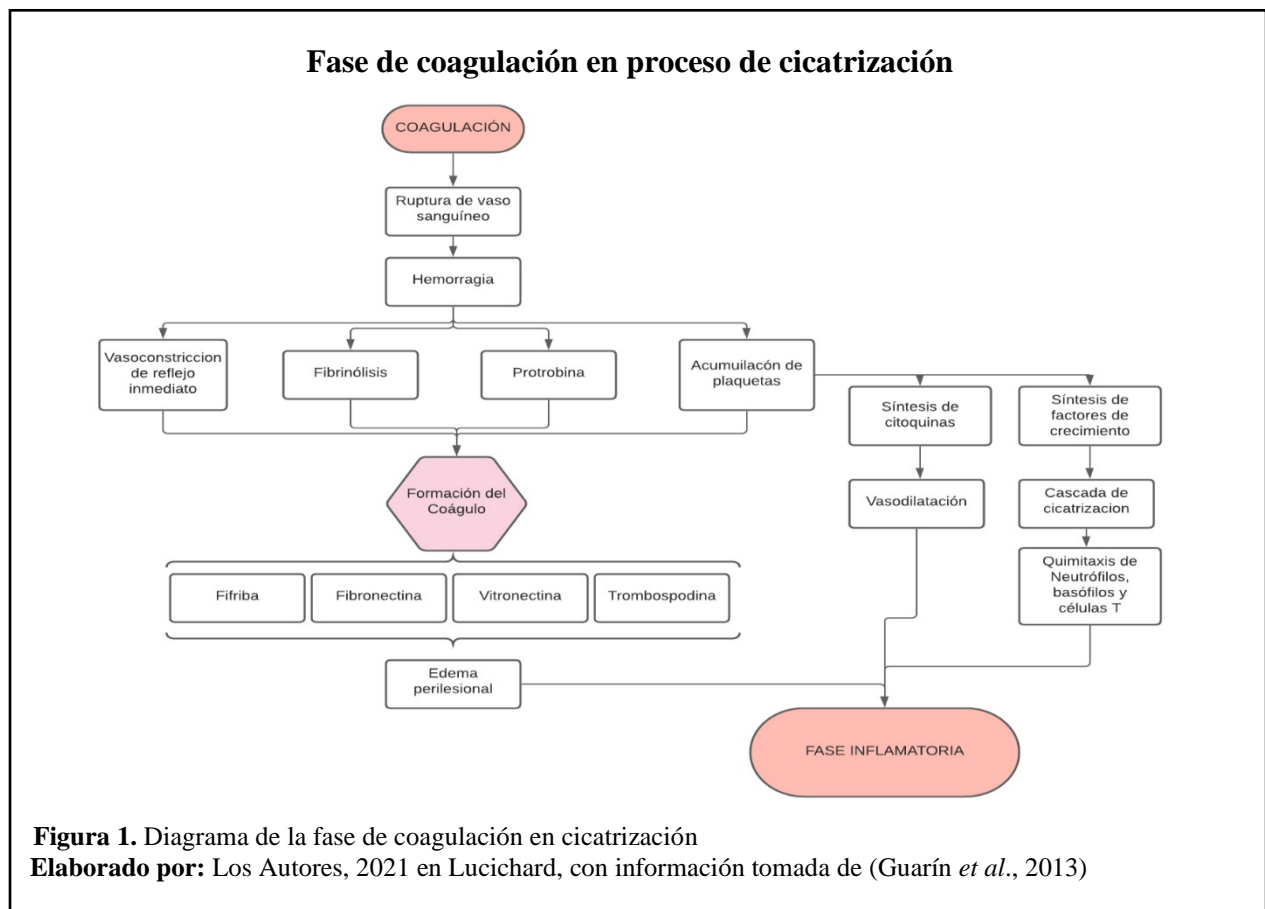 Fase de coagulación en proceso de cicatrización
COAGULACIÓN
Ruptura de vaso
sanguíneo
Hemorragia
Vasoconstriccion
de reflejo
inmediato
Fibrinólisis
Protrobina
Acumuilacón de
plaquetas
Síntesis de
citoquinas
Síntesis de
factores de
crecimiento
Formación del
Coágulo
Vasodilatación
Cascada de
cicatrizacion
Quimitaxis de
Neutrófilos,
basófilos y
células T
Fifriba
Fibronectina
Vitronectina
Trombospodina
Edema
perilesional
FASE INFLAMATORIA
Figura 1. Diagrama de la fase de coagulación en cicatrización
Elaborado por: Los Autores, 2021 en Lucichard, con información tomada de (Guarín et al., 2013)